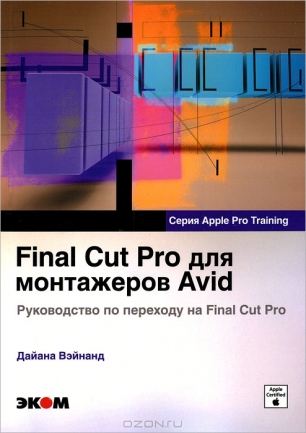 Серия Apple Pro Training
Final Cut Pro для
монтажеров Avid
Руководство по переходу на Final Cut Pro
Дайана Вэйнанд
ЭКОМ
Apple
Certified
OZON.ru